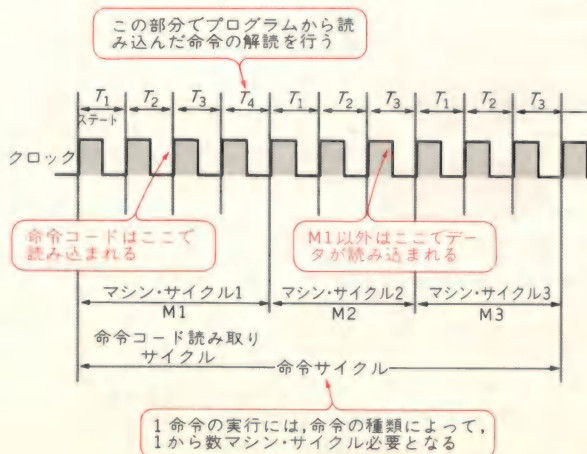 この部分でプログラムから読
み込んだ命令の解読を行う
T1 T2 T3 T4 T1 T2 T3 T1 T2 T3
ステート
クロック
命令コードはここで
読み込まれる
M1以外はここでデー
タが読み込まれる
マシン・サイクル1
M1
マシン・サイクル2
M2
マシン・サイクル3
M3
命令コード読み取り
サイクル
命令サイクル
1命令の実行には,命令の種類によって,
1から数マシン・サイクル必要となる